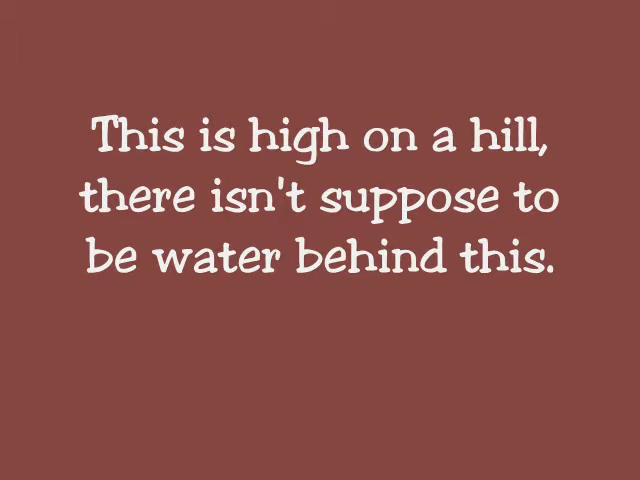 This is high on a hill,
there isn't suppose to
be water behind this.